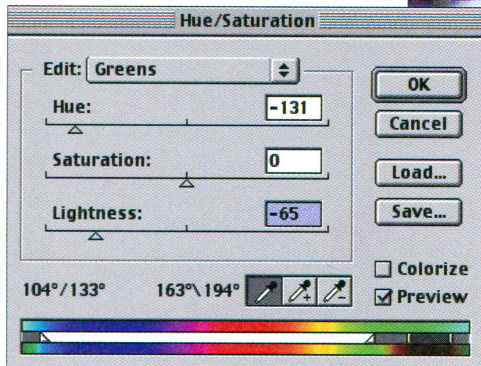 Hue/Saturation
Edit: Greens
OK
Hue: -131
Cancel
Saturation: 0
Load...
Lightness: -65
Save...
Colorize
104°/133° 163°\194°
Preview